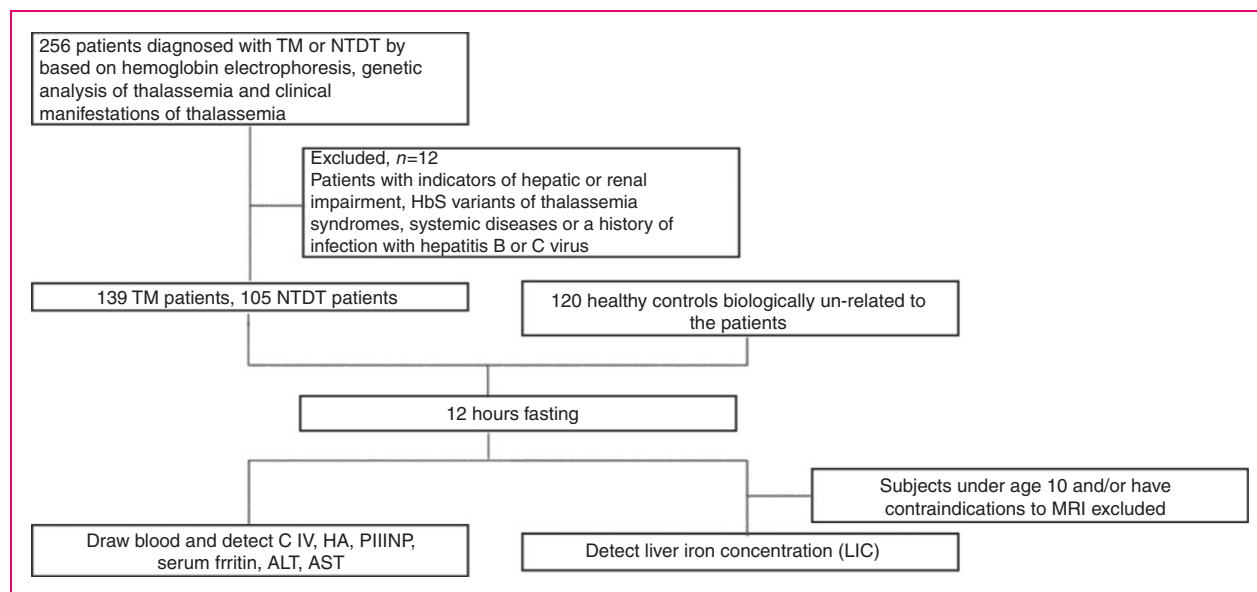 256 patients diagnosed with TM or NTDT by
based on hemoglobin electrophoresis, genetic
analysis of thalassemia and clinical
manifestations of thalassemia
Excluded, n=12
Patients with indicators of hepatic or renal
impairment, HbS variants of thalassemia
syndromes, systemic diseases or a history of
infection with hepatitis B or C virus
139 TM patients, 105 NTDT patients
120 healthy controls biologically un-related to
the patients
12 hours fasting
Subjects under age 10 and/or have
contraindications to MRI excluded
Draw blood and detect C IV, HA, PIIINP,
serum frritin, ALT, AST
Detect liver iron concentration (LIC)